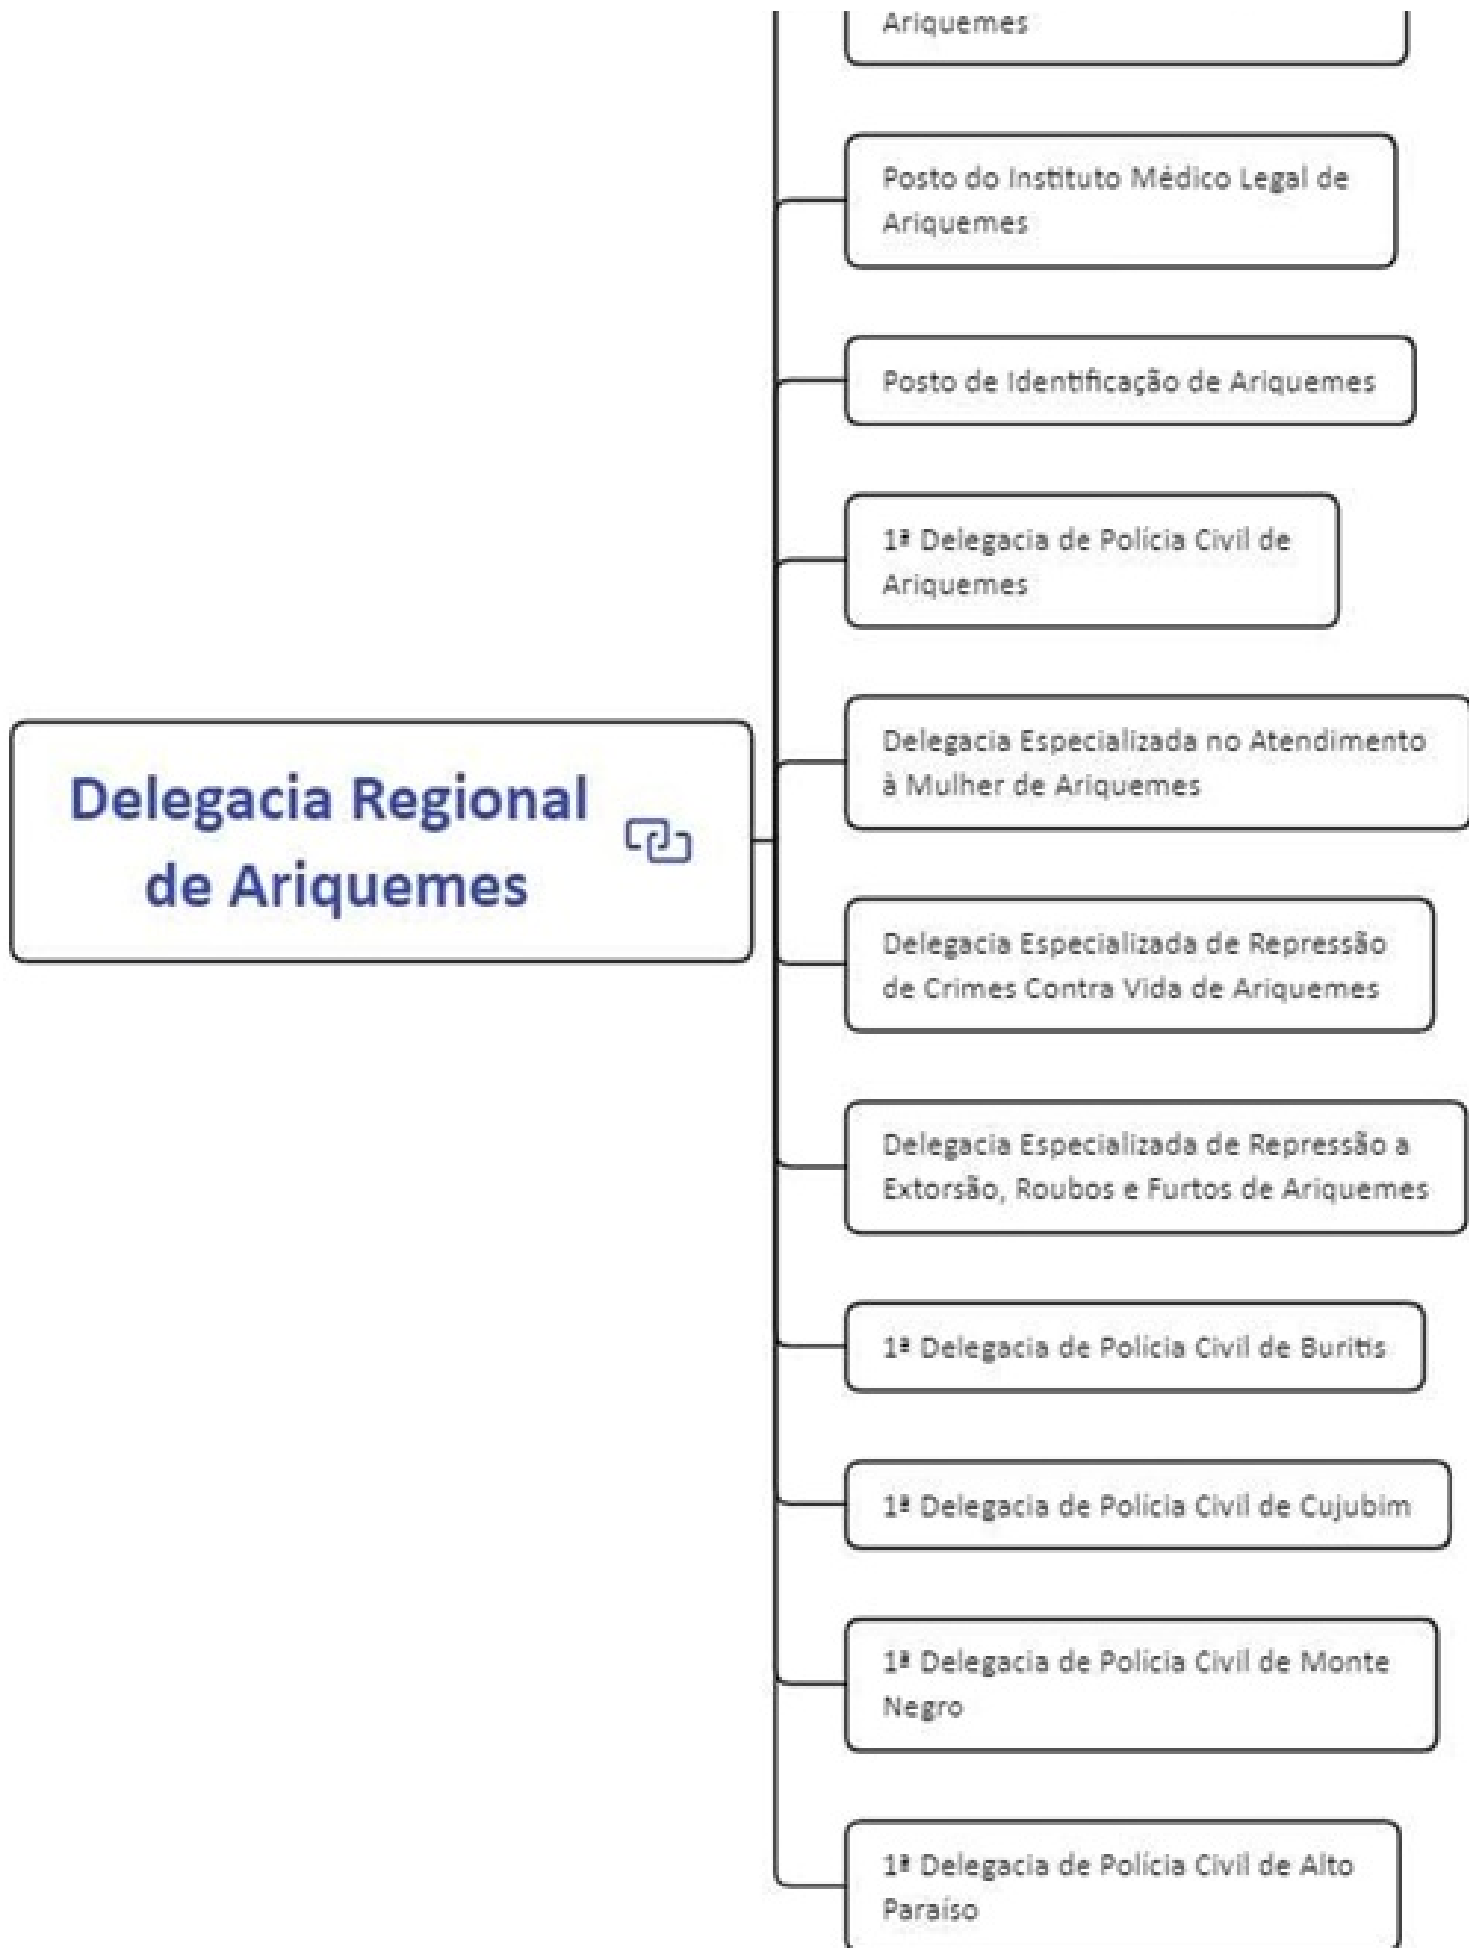 Ariquemes
Posto do Instituto Médico Legal de
Ariquemes
Posto de Identificação de Ariquemes
1ª Delegacia de Polícia Civil de
Ariquemes
Delegacia Especializada no Atendimento
à Mulher de Ariquemes
Delegacia Regional
de Ariquemes
Delegacia Especializada de Repressão
de Crimes Contra Vida de Ariquemes
Delegacia Especializada de Repressão a
Extorsão, Roubos e Furtos de Ariquemes
1ª Delegacia de Polícia Civil de Buritis
1ª Delegacia de Polícia Civil de Cujubim
1ª Delegacia de Polícia Civil de Monte
Negro
1ª Delegacia de Polícia Civil de Alto
Paraíso